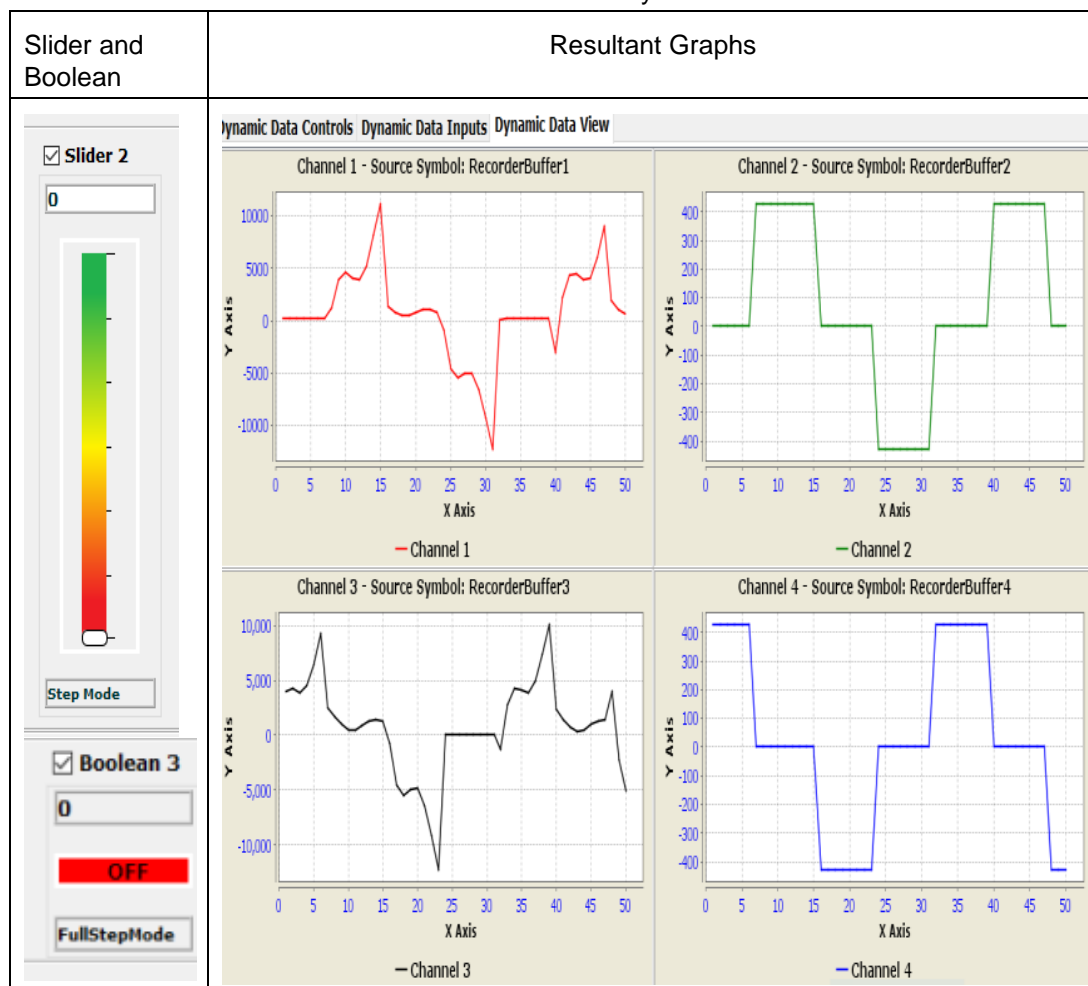 Slider and
Boolean
Resultant Graphs
Slider 2
0
Step Mode
Boolean 3
0
OFF
FullStepMode
Dynamic Data Controls Dynamic Data Inputs Dynamic Data View
Channel 1 - Source Symbol: RecorderBuffer1
10000
5000
0
-5000
-10000
Y Axis
0 5 10 15 20 25 30 35 40 45 50
X Axis
Channel 1
Channel 2 - Source Symbol: RecorderBuffer2
400
300
200
100
0
-100
-200
-300
-400
Y Axis
0 5 10 15 20 25 30 35 40 45 50
X Axis
Channel 2
Channel 3 - Source Symbol: RecorderBuffer3
10,000
5,000
0
-5,000
-10,000
Y Axis
0 5 10 15 20 25 30 35 40 45 50
X Axis
Channel 3
Channel 4 - Source Symbol: RecorderBuffer4
400
300
200
100
0
-100
-200
-300
-400
Y Axis
0 5 10 15 20 25 30 35 40 45 50
X Axis
Channel 4